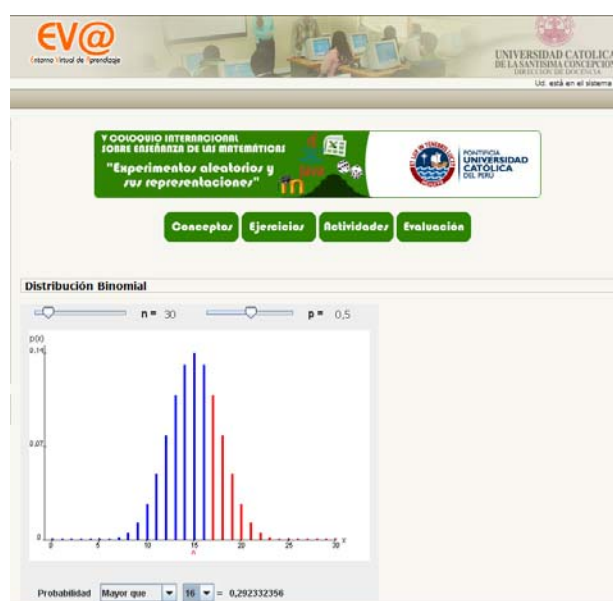 EV@
Entorno Virtual de Aprendizaje
UNIVERSIDAD CATOLICA
DE LA SANTISIMA CONCEPCION
DIRECCION DE DOCENCIA
Ud. está en el sistema
V COLOQUIO INTERNACIONAL
SOBRE ENSEÑANZA DE LAS MATEMÁTICAS
"Experimentos aleatorios y
sus representaciones"
PONTIFICIA
UNIVERSIDAD
CATÓLICA
DEL PERÚ
Conceptos Ejercicios Actividades Evaluación
Distribución Binomial
n = 30 p = 0,5
p(x)
0.14
0.07
0
0 5 10 15 20 25 30 x
Probabilidad Mayor que 16 = 0,292332356